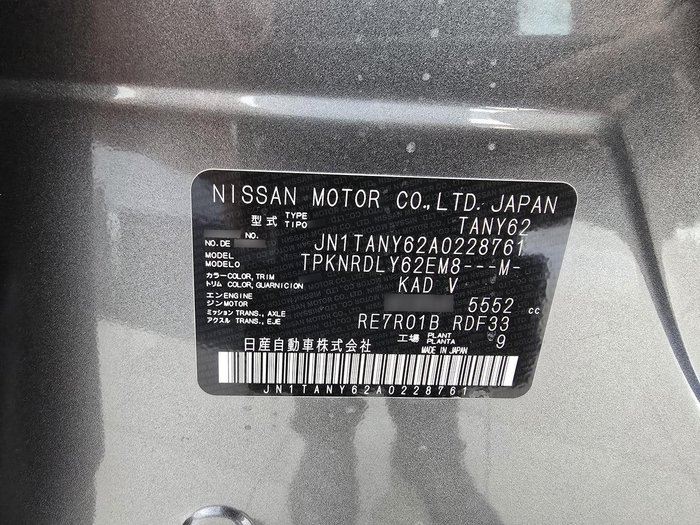 NISSAN MOTOR CO.,LTD. JAPAN
型式 TYPE TIPO TANY62
NO. NO.DE JN1TANY62A0228761
MODEL MODELO TPKNRDLY62EM8---M-
カラー COLOR, TRIM トリム COLOR, GUARNICION KAD V
エンジン ENGINE MOTOR 5552 cc
ミッション TRANS., AXLE アクスル TRANS., EJE RE7R01B RDF33
工場 PLANT PLANTA 9
日産自動車株式会社 MADE IN JAPAN
JN1TANY62A0228761